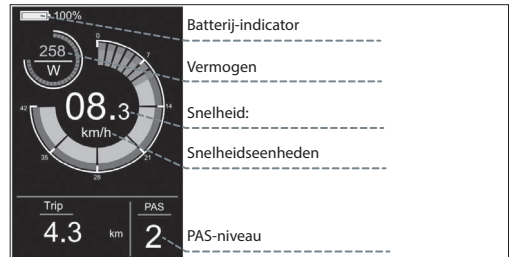 100%
Batterij-indicator
258
W
Vermogen
0
7
14
21
28
35
42
08.3
km/h
Snelheid:
Snelheidseenheden
Trip
4.3 km
PAS
2
PAS-niveau